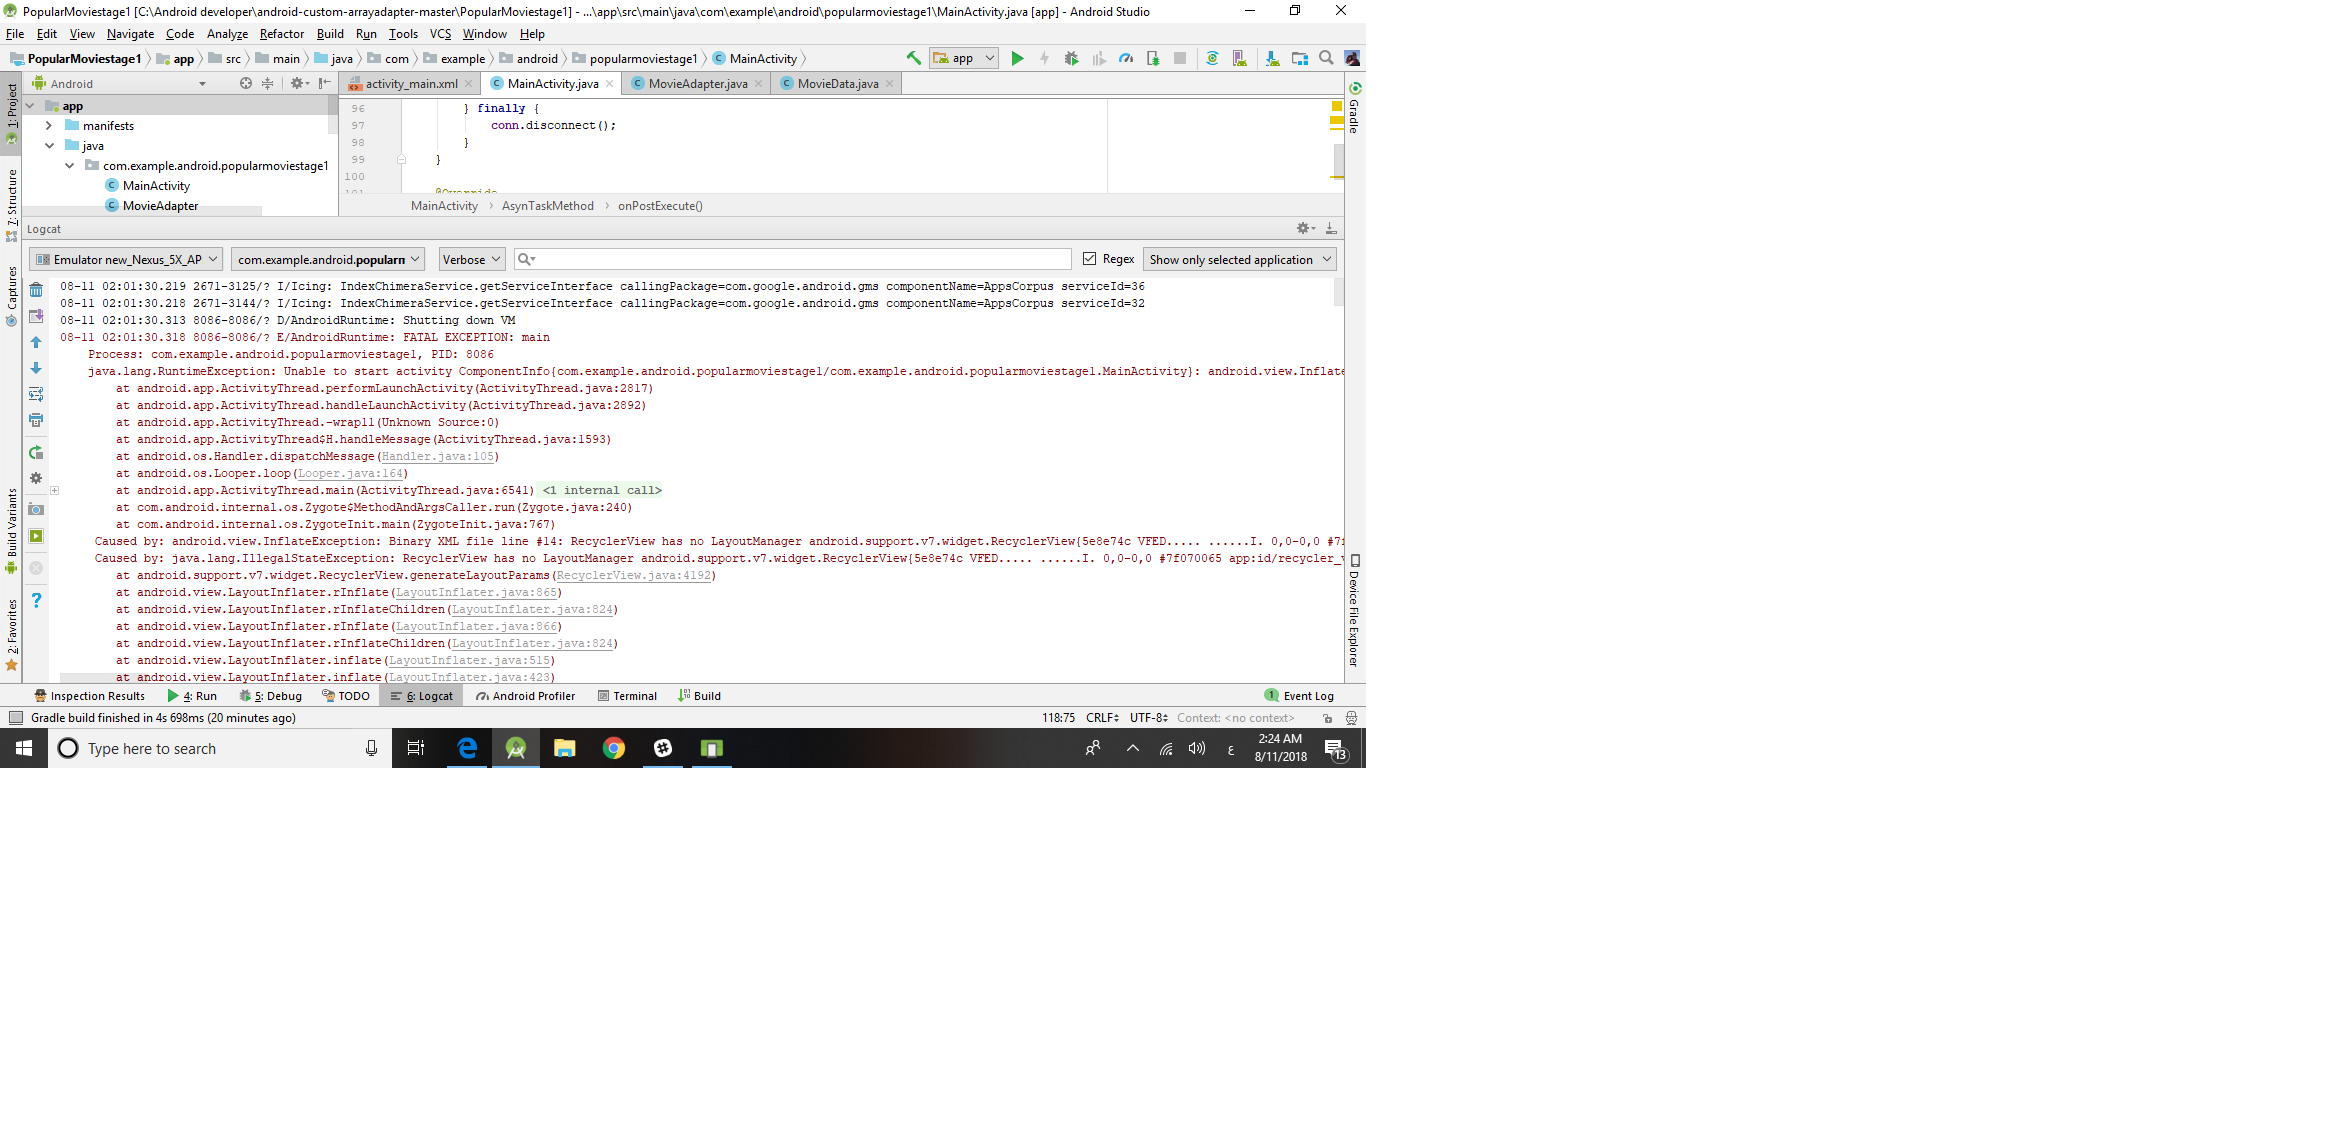 PopularMoviestage1 [C:\Android developer\android-custom-arrayadapter-master\PopularMoviestage1] - ...\app\src\main\java\com\example\android\popularmoviestage1\MainActivity.java [app] - Android Studio
File Edit View Navigate Code Analyze Refactor Build Run Tools VCS Window Help
PopularMoviestage1 app src main java com example android popularmoviestage1 MainActivity app
Android activity_main.xml MainActivity.java MovieAdapter.java MovieData.java
1: Project
7: Structure
Captures
Build Variants
2: Favorites
app
manifests
java
com.example.android.popularmoviestage1
MainActivity
MovieAdapter
96 } finally {
97 conn.disconnect();
98 }
99 }
100
101 @Override
MainActivity AsynTaskMethod onPostExecute()
Gradle
Device File Explorer
Logcat
Emulator new_Nexus_5X_AP com.example.android.popularn Verbose Regex Show only selected application
08-11 02:01:30.219 2671-3125/? I/Icing: IndexChimeraService.getServiceInterface callingPackage=com.google.android.gms componentName=AppsCorpus serviceId=36
08-11 02:01:30.218 2671-3144/? I/Icing: IndexChimeraService.getServiceInterface callingPackage=com.google.android.gms componentName=AppsCorpus serviceId=32
08-11 02:01:30.313 8086-8086/? D/AndroidRuntime: Shutting down VM
08-11 02:01:30.318 8086-8086/? E/AndroidRuntime: FATAL EXCEPTION: main
Process: com.example.android.popularmoviestage1, PID: 8086
java.lang.RuntimeException: Unable to start activity ComponentInfo{com.example.android.popularmoviestage1/com.example.android.popularmoviestage1.MainActivity}: android.view.Inflate
at android.app.ActivityThread.performLaunchActivity(ActivityThread.java:2817)
at android.app.ActivityThread.handleLaunchActivity(ActivityThread.java:2892)
at android.app.ActivityThread.-wrap11(Unknown Source:0)
at android.app.ActivityThread$H.handleMessage(ActivityThread.java:1593)
at android.os.Handler.dispatchMessage(Handler.java:105)
at android.os.Looper.loop(Looper.java:164)
at android.app.ActivityThread.main(ActivityThread.java:6541) <1 internal call>
at com.android.internal.os.Zygote$MethodAndArgsCaller.run(Zygote.java:240)
at com.android.internal.os.ZygoteInit.main(ZygoteInit.java:767)
Caused by: android.view.InflateException: Binary XML file line #14: RecyclerView has no LayoutManager android.support.v7.widget.RecyclerView{5e8e74c VFED..... ......I. 0,0-0,0 #7f
Caused by: java.lang.IllegalStateException: RecyclerView has no LayoutManager android.support.v7.widget.RecyclerView{5e8e74c VFED..... ......I. 0,0-0,0 #7f070065 app:id/recycler_v
at android.support.v7.widget.RecyclerView.generateLayoutParams(RecyclerView.java:4192)
at android.view.LayoutInflater.rInflate(LayoutInflater.java:865)
at android.view.LayoutInflater.rInflateChildren(LayoutInflater.java:824)
at android.view.LayoutInflater.rInflate(LayoutInflater.java:866)
at android.view.LayoutInflater.rInflateChildren(LayoutInflater.java:824)
at android.view.LayoutInflater.inflate(LayoutInflater.java:515)
at android.view.LayoutInflater.inflate(LayoutInflater.java:423)
Inspection Results 4: Run 5: Debug TODO 6: Logcat Android Profiler Terminal Build 1 Event Log
Gradle build finished in 4s 698ms (20 minutes ago) 118:75 CRLF UTF-8 Context: <no context>
Type here to search ع 2:24 AM
8/11/2018 13